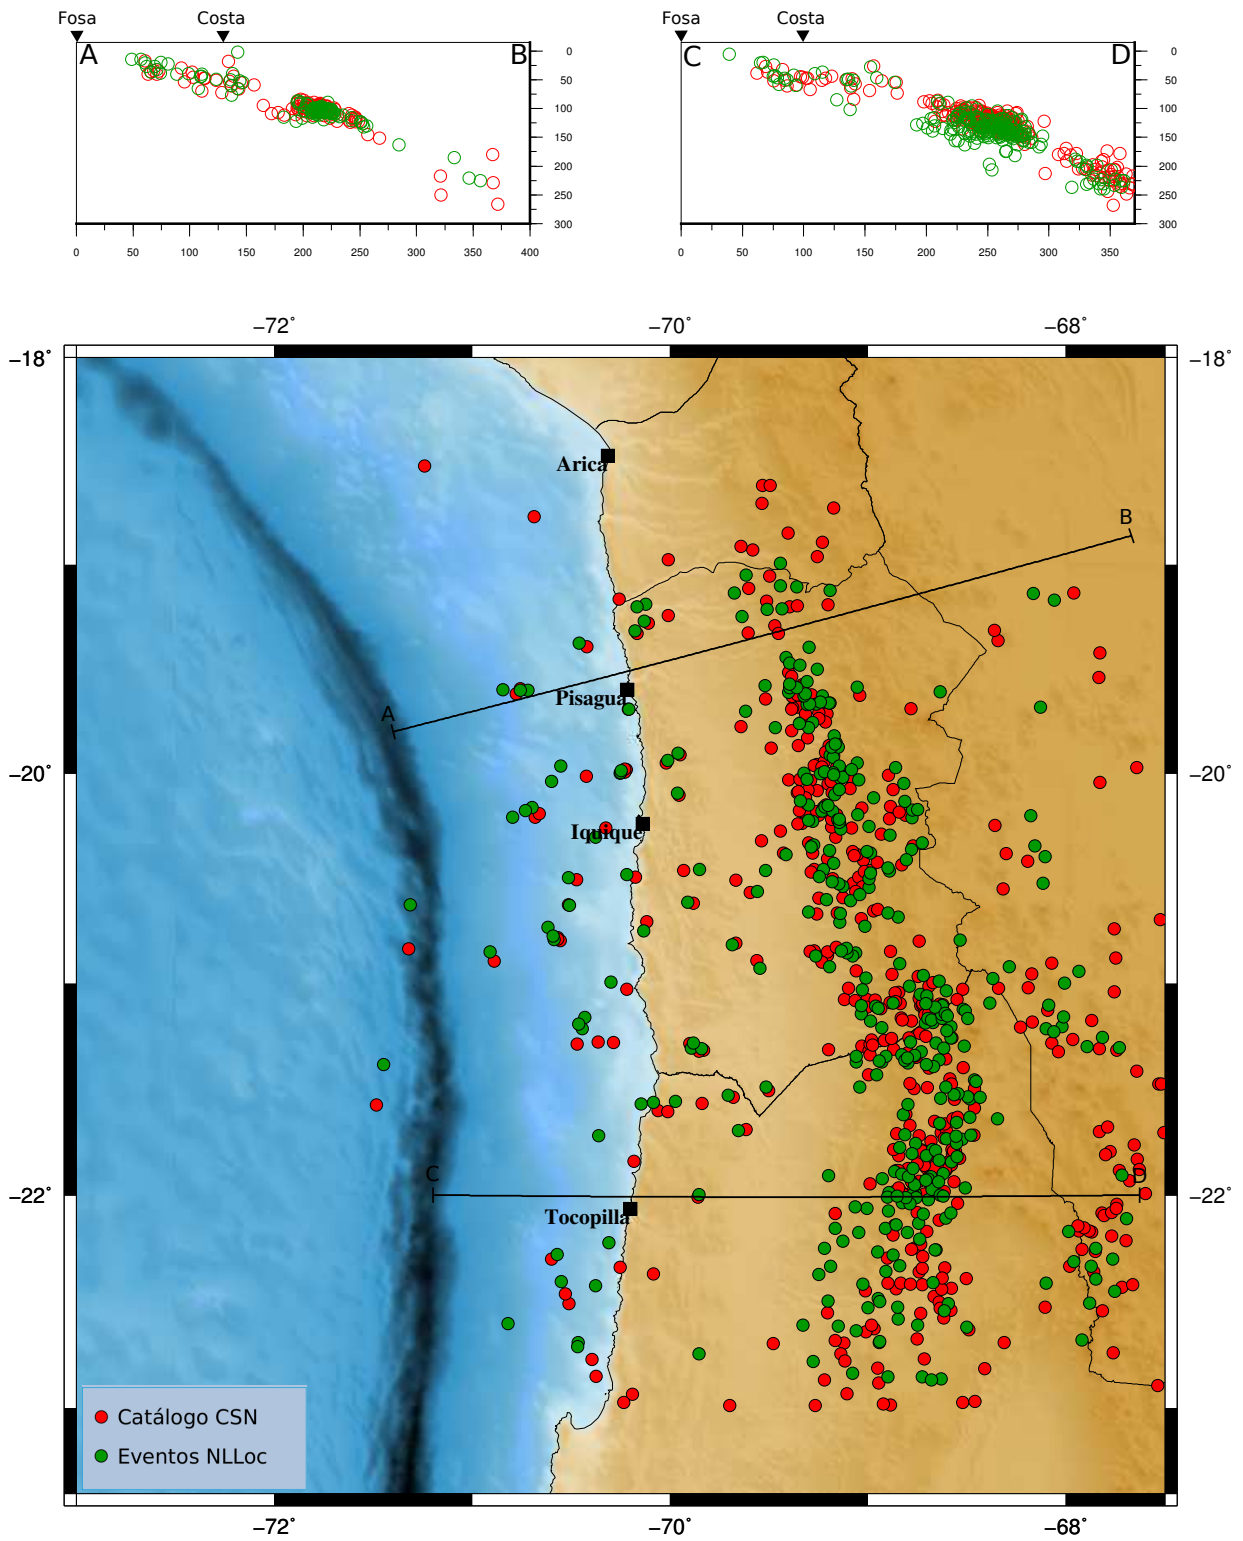 Fosa Costa Fosa Costa
A B C D
0 0
50 50
100 100
150 150
200 200
250 250
300 300
0 50 100 150 200 250 300 350 400 0 50 100 150 200 250 300 350
−72˚ −70˚ −68˚
−18˚ −18˚
Arica
B
Pisagua
A
−20˚ −20˚
Iquique
C D
−22˚ −22˚
Tocopilla
Catálogo CSN
Eventos NLLoc
−72˚ −70˚ −68˚